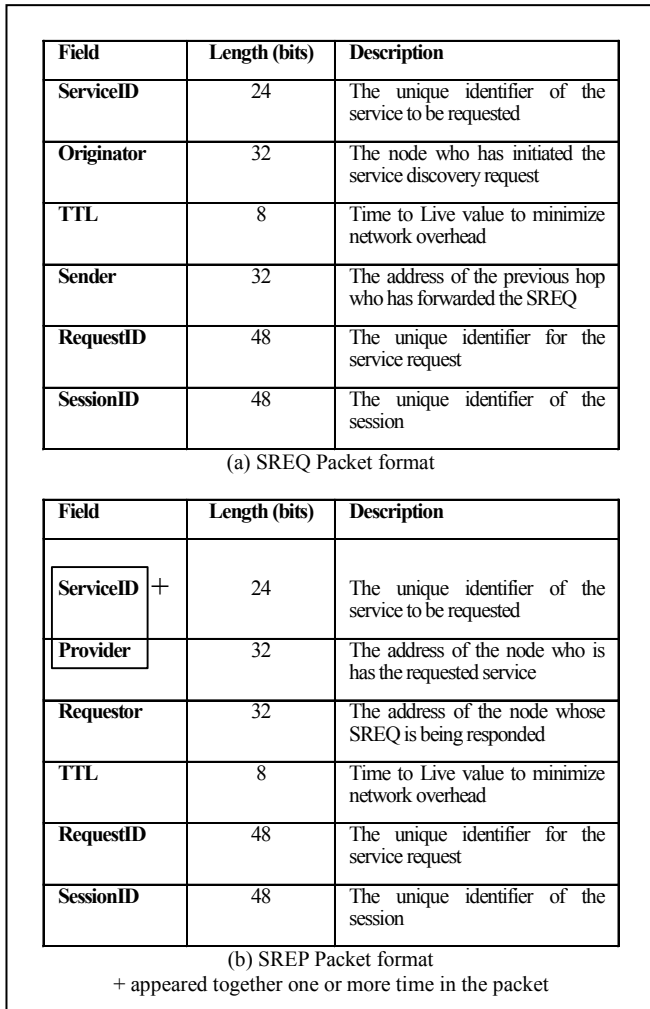 Field Length (bits) Description
ServiceID 24 The unique identifier of the
service to be requested
Originator 32 The node who has initiated the
service discovery request
TTL 8 Time to Live value to minimize
network overhead
Sender 32 The address of the previous hop
who has forwarded the SREQ
RequestID 48 The unique identifier for the
service request
SessionID 48 The unique identifier of the
session
(a) SREQ Packet format
Field Length (bits) Description
ServiceID + 24 The unique identifier of the
service to be requested
Provider 32 The address of the node who is
has the requested service
Requestor 32 The address of the node whose
SREQ is being responded
TTL 8 Time to Live value to minimize
network overhead
RequestID 48 The unique identifier for the
service request
SessionID 48 The unique identifier of the
session
(b) SREP Packet format
+ appeared together one or more time in the packet